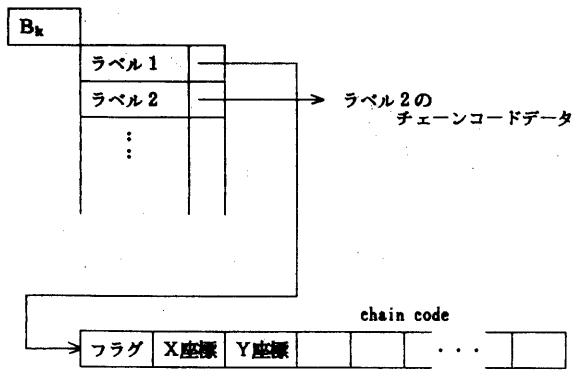 Bk
ラベル1
ラベル2
ラベル2の
チェーンコードデータ
⋮
chain code
フラグ X座標 Y座標 ・・・